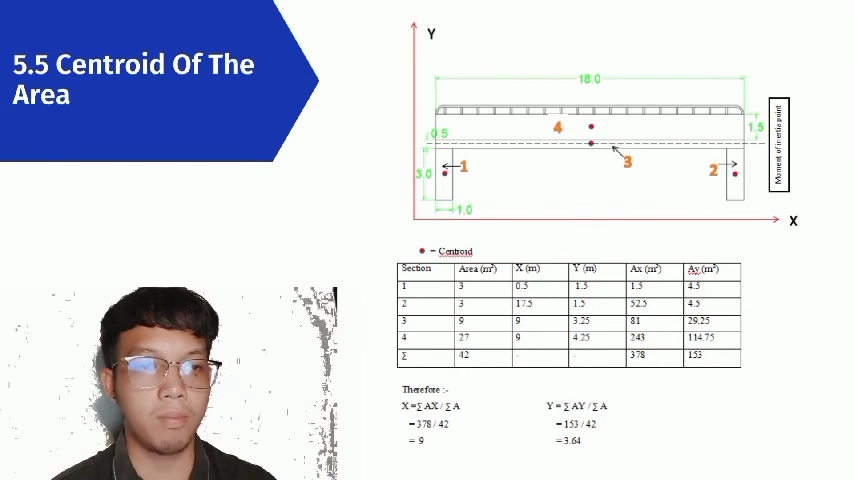 5.5 Centroid Of The
Area
Y
18.0
4
0.5
1.5
Moment of inertia point
3
1
2
3.0
1.0
X
= Centroid
Section Area (m²) X (m) Y (m) Ax (m²) Ay (m²)
1 3 0.5 1.5 1.5 4.5
2 3 17.5 1.5 52.5 4.5
3 9 9 3.25 81 29.25
4 27 9 4.25 243 114.75
∑ 42 - - 378 153
Therefore :-
X =∑ AX / ∑ A Y = ∑ AY / ∑ A
= 378 / 42 = 153 / 42
= 9 = 3.64